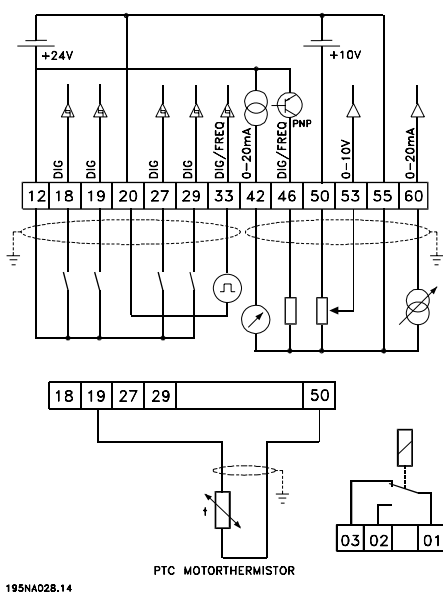 +24V
+10V
DIG
DIG
DIG
DIG
DIG/FREQ
0-20mA
DIG/FREQ
PNP
0-10V
0-20mA
12 18 19 20 27 29 33 42 46 50 53 55 60
18 19 27 29 50
t
03 02 01
PTC MOTORTHERMISTOR
195NA028.14